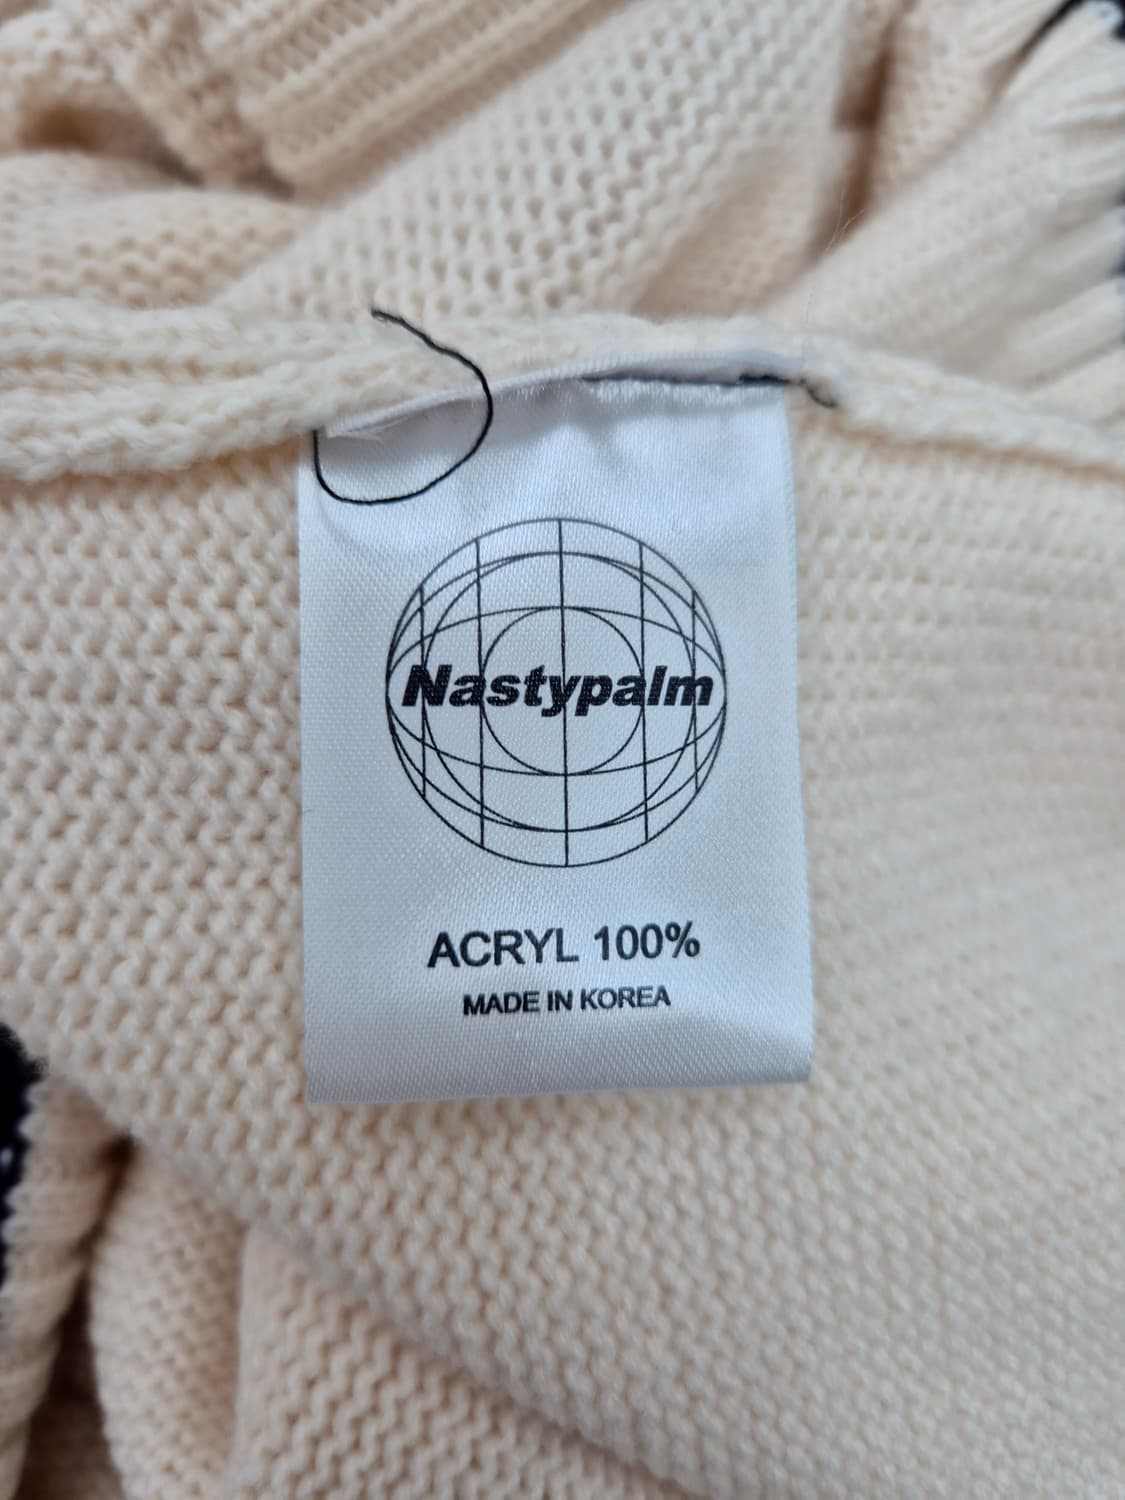 Nastypalm
ACRYL 100%
MADE IN KOREA